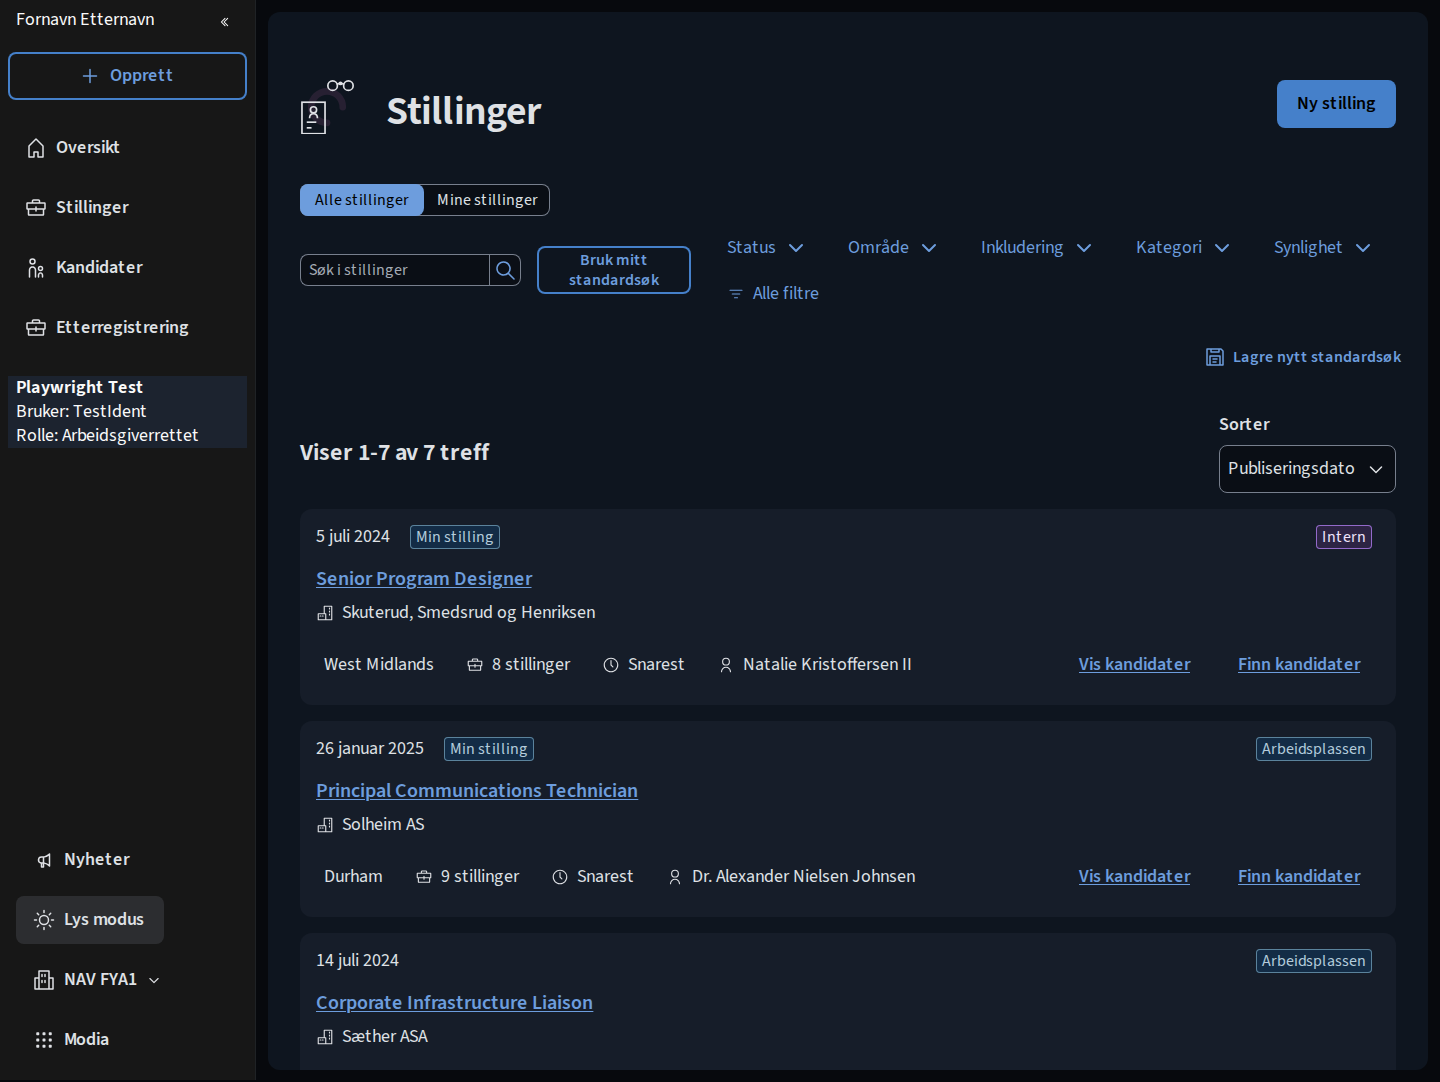 Fornavn Etternavn
Opprett
Oversikt
Stillinger
Kandidater
Etterregistrering
Playwright Test
Bruker: TestIdent
Rolle: Arbeidsgiverrettet
Nyheter
Lys modus
NAV FYA1
Modia
Stillinger
Ny stilling
Alle stillinger Mine stillinger
Søk i stillinger
Bruk mitt
standardsøk
Status Område Inkludering Kategori Synlighet
Alle filtre
Lagre nytt standardsøk
Viser 1-7 av 7 treff
Sorter
Publiseringsdato
5 juli 2024 Min stilling Intern
Senior Program Designer
Skuterud, Smedsrud og Henriksen
West Midlands 8 stillinger Snarest Natalie Kristoffersen II Vis kandidater Finn kandidater
26 januar 2025 Min stilling Arbeidsplassen
Principal Communications Technician
Solheim AS
Durham 9 stillinger Snarest Dr. Alexander Nielsen Johnsen Vis kandidater Finn kandidater
14 juli 2024 Arbeidsplassen
Corporate Infrastructure Liaison
Sæther ASA